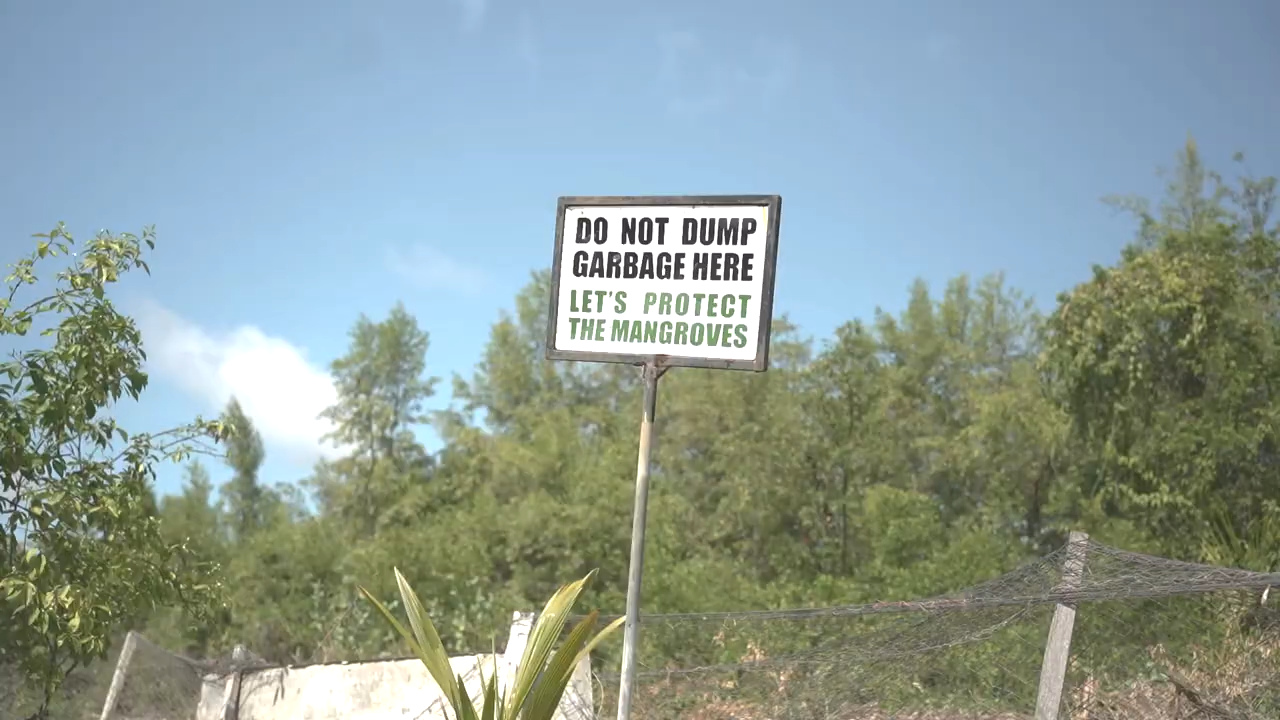 DO NOT DUMP
GARBAGE HERE
LET'S PROTECT
THE MANGROVES